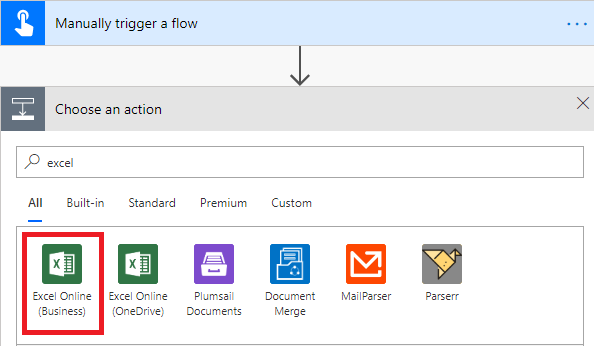 Manually trigger a flow
Choose an action
excel
All Built-in Standard Premium Custom
Excel Online (Business)
Excel Online (OneDrive)
Plumsail Documents
Document Merge
MailParser
Parserr